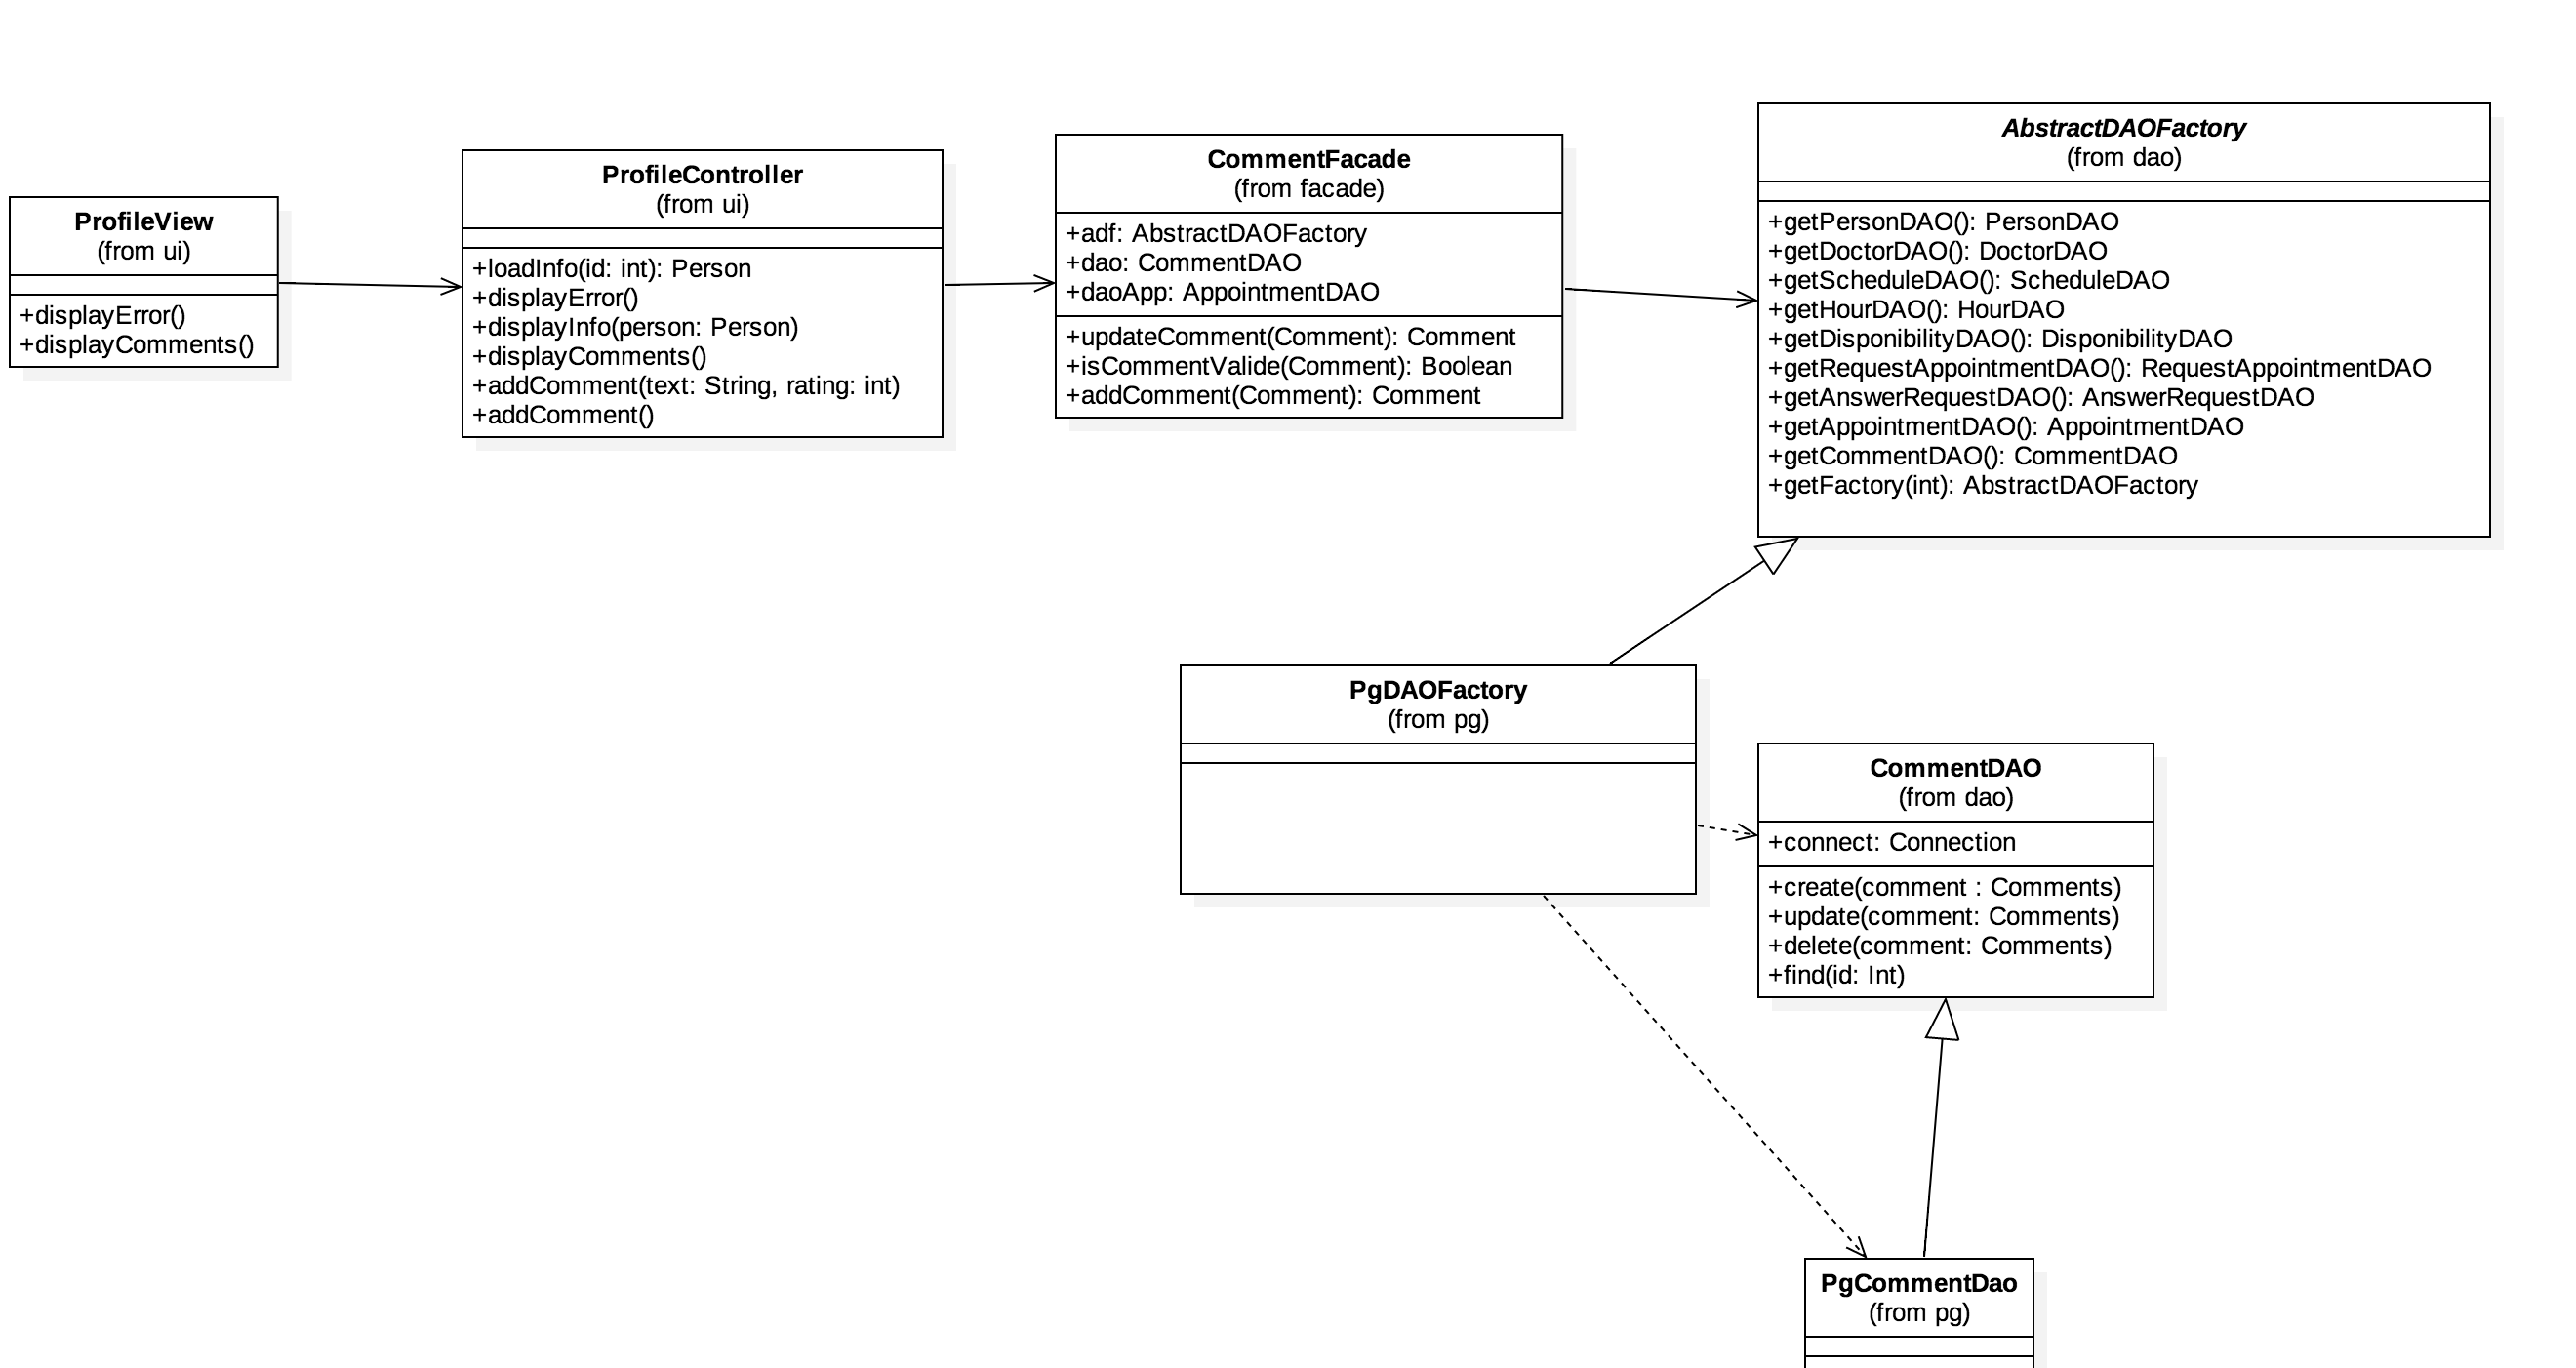 ProfileView
(from ui)
+displayError()
+displayComments()
ProfileController
(from ui)
+loadInfo(id: int): Person
+displayError()
+displayInfo(person: Person)
+displayComments()
+addComment(text: String, rating: int)
+addComment()
CommentFacade
(from facade)
+adf: AbstractDAOFactory
+dao: CommentDAO
+daoApp: AppointmentDAO
+updateComment(Comment): Comment
+isCommentValide(Comment): Boolean
+addComment(Comment): Comment
AbstractDAOFactory
(from dao)
+getPersonDAO(): PersonDAO
+getDoctorDAO(): DoctorDAO
+getScheduleDAO(): ScheduleDAO
+getHourDAO(): HourDAO
+getDisponibilityDAO(): DisponibilityDAO
+getRequestAppointmentDAO(): RequestAppointmentDAO
+getAnswerRequestDAO(): AnswerRequestDAO
+getAppointmentDAO(): AppointmentDAO
+getCommentDAO(): CommentDAO
+getFactory(int): AbstractDAOFactory
PgDAOFactory
(from pg)
CommentDAO
(from dao)
+connect: Connection
+create(comment : Comments)
+update(comment: Comments)
+delete(comment: Comments)
+find(id: Int)
PgCommentDao
(from pg)